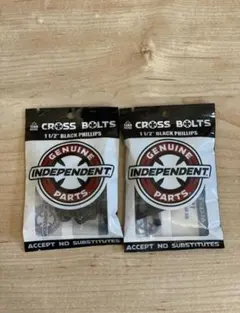 CROSS BOLTS
1 1/2" BLACK PHILLIPS
GENUINE
INDEPENDENT
PARTS
ACCEPT NO SUBSTITUTES
CROSS BOLTS
1 1/2" BLACK PHILLIPS
GENUINE
INDEPENDENT
PARTS
ACCEPT NO SUBSTITUTES